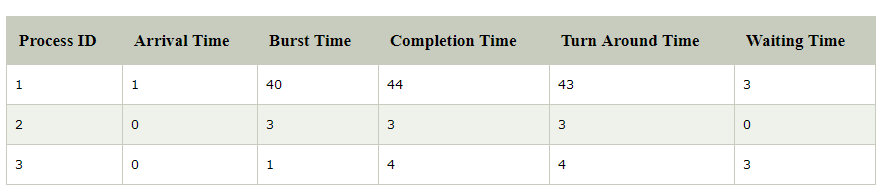 Process ID Arrival Time Burst Time Completion Time Turn Around Time Waiting Time
1 1 40 44 43 3
2 0 3 3 3 0
3 0 1 4 4 3